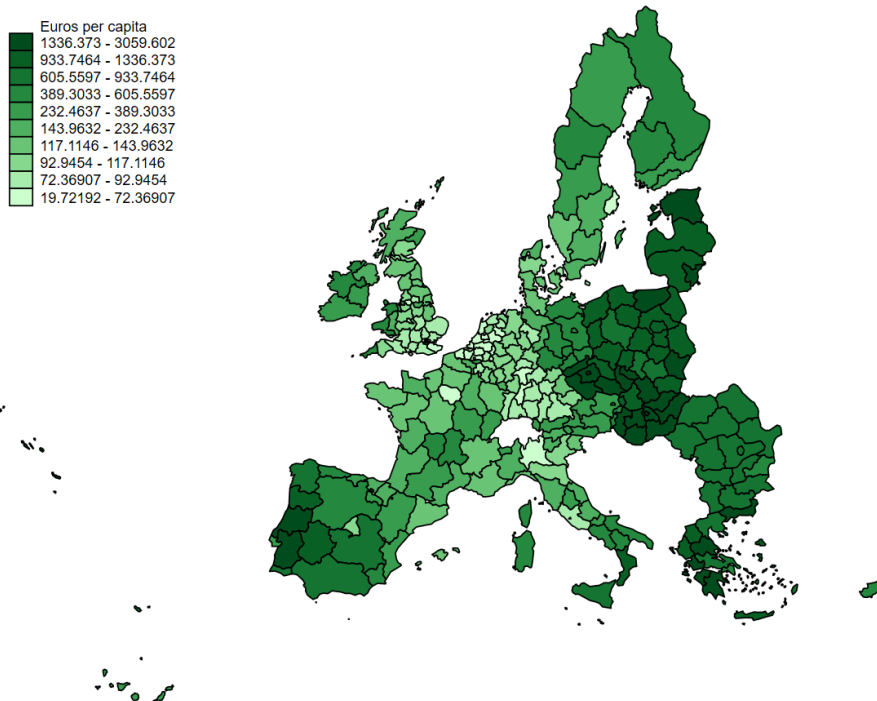 Euros per capita
1336.373 - 3059.602
933.7464 - 1336.373
605.5597 - 933.7464
389.3033 - 605.5597
232.4637 - 389.3033
143.9632 - 232.4637
117.1146 - 143.9632
92.9454 - 117.1146
72.36907 - 92.9454
19.72192 - 72.36907